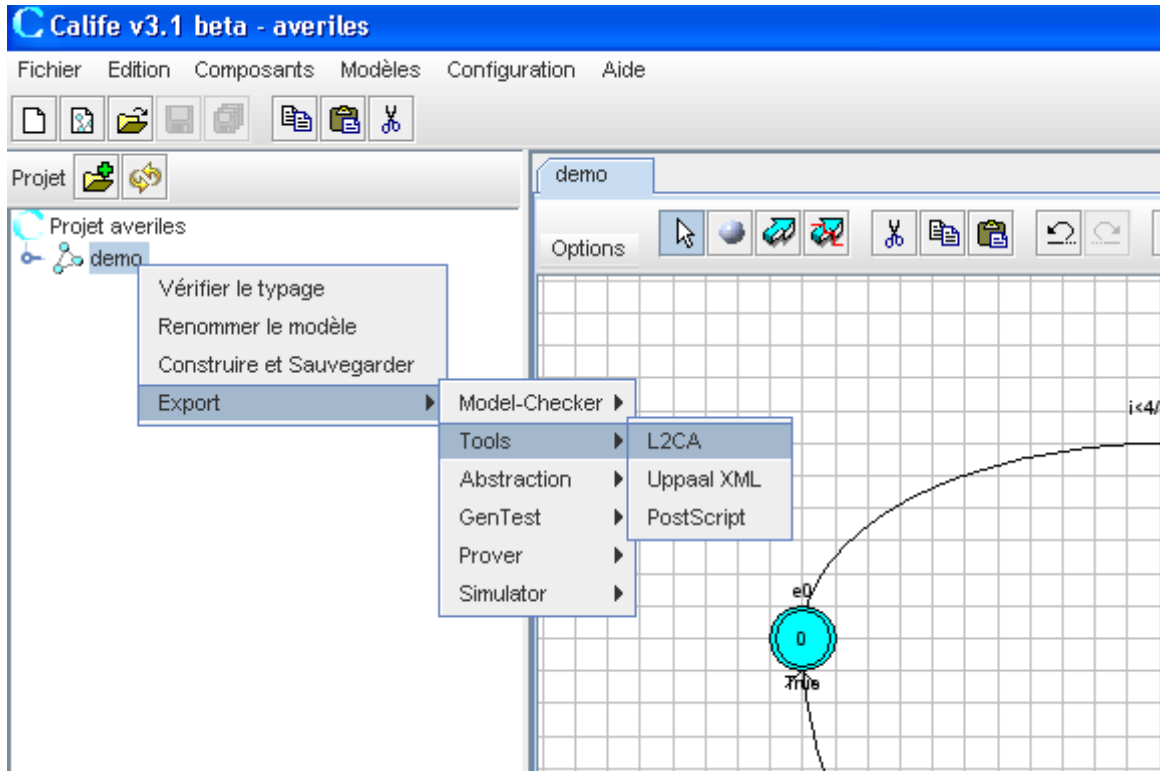 Calife v3.1 beta - averiles
Fichier Edition Composants Modèles Configuration Aide
Projet
demo
Projet averiles
demo
Options
Vérifier le typage
Renommer le modèle
Construire et Sauvegarder
Export
Model-Checker
Tools
Abstraction
GenTest
Prover
Simulator
L2CA
Uppaal XML
PostScript
i<4/
e0
0
True